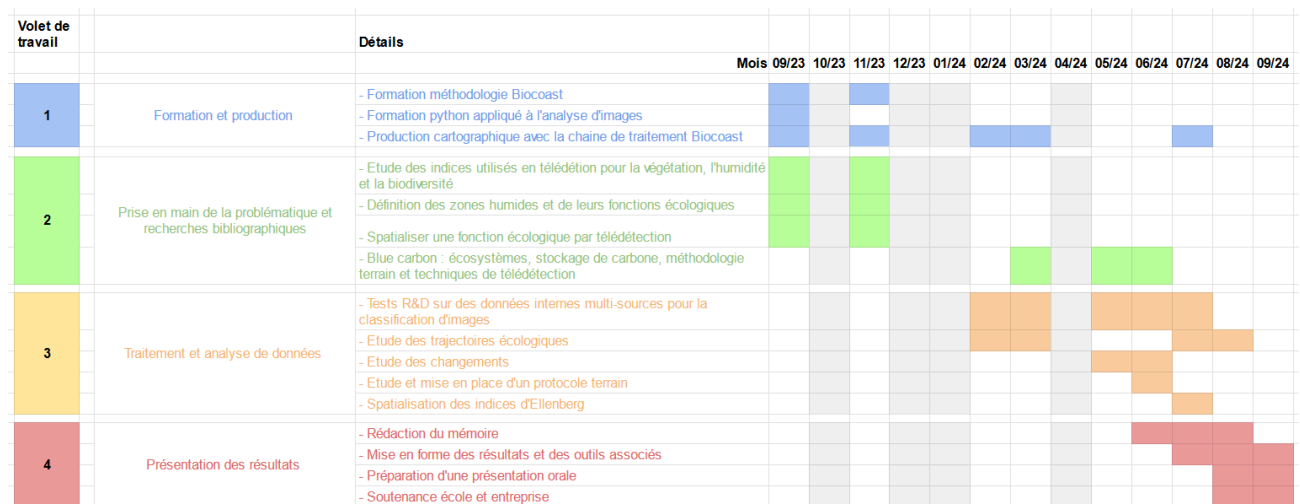 Volet de
travail
Détails
Mois 09/23 10/23 11/23 12/23 01/24 02/24 03/24 04/24 05/24 06/24 07/24 08/24 09/24
1
Formation et production
- Formation méthodologie Biocoast
- Formation python appliqué à l'analyse d'images
- Production cartographique avec la chaine de traitement Biocoast
2
Prise en main de la problématique et
recherches bibliographiques
- Etude des indices utilisés en télédétion pour la végétation, l'humidité
et la biodiversité
- Définition des zones humides et de leurs fonctions écologiques
- Spatialiser une fonction écologique par télédétection
- Blue carbon : écosystèmes, stockage de carbone, méthodologie
terrain et techniques de télédétection
3
Traitement et analyse de données
- Tests R&D sur des données internes multi-sources pour la
classification d'images
- Etude des trajectoires écologiques
- Etude des changements
- Etude et mise en place d'un protocole terrain
- Spatialisation des indices d'Ellenberg
4
Présentation des résultats
- Rédaction du mémoire
- Mise en forme des résultats et des outils associés
- Préparation d'une présentation orale
- Soutenance école et entreprise